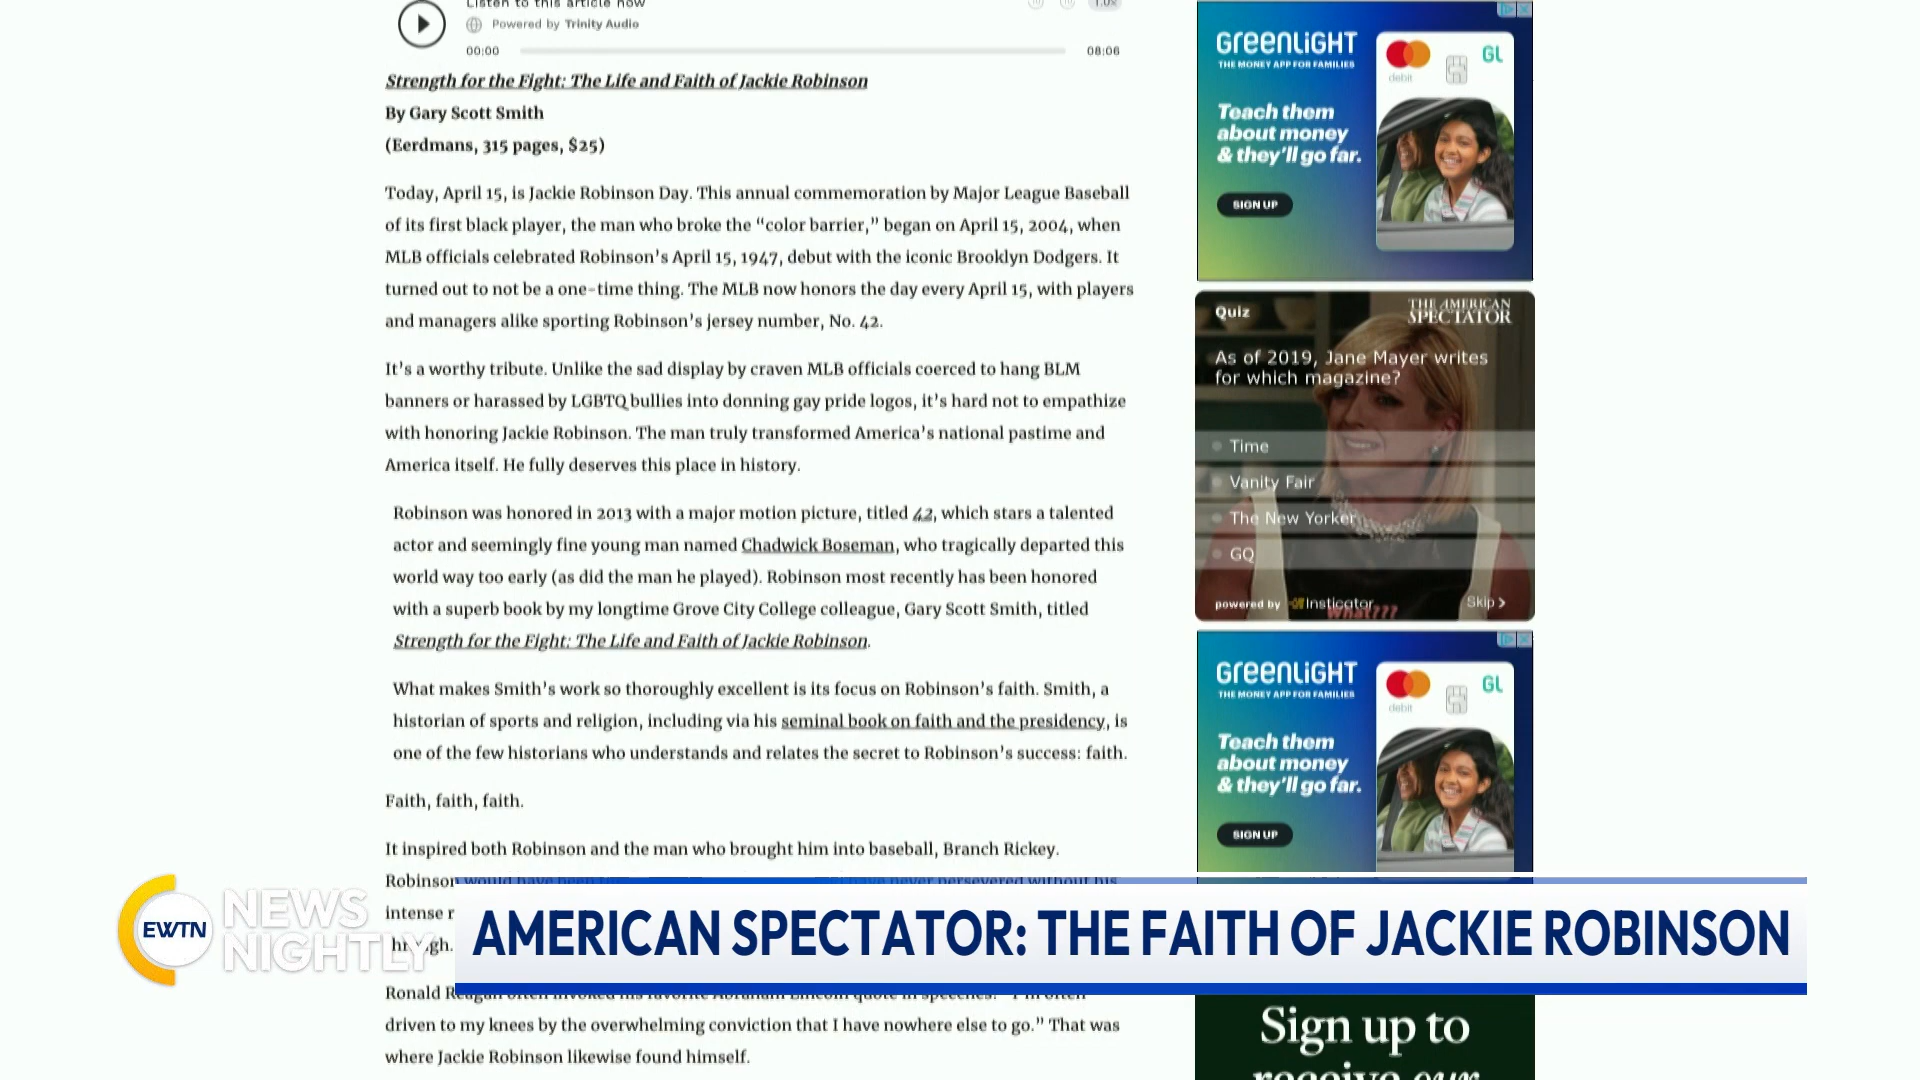 Listen to this article now
1.0x
Powered by Trinity Audio
00:00
08:06
Strength for the Fight: The Life and Faith of Jackie Robinson
By Gary Scott Smith
(Eerdmans, 315 pages, $25)
Today, April 15, is Jackie Robinson Day. This annual commemoration by Major League Baseball
of its first black player, the man who broke the “color barrier,” began on April 15, 2004, when
MLB officials celebrated Robinson’s April 15, 1947, debut with the iconic Brooklyn Dodgers. It
turned out to not be a one-time thing. The MLB now honors the day every April 15, with players
and managers alike sporting Robinson’s jersey number, No. 42.
It’s a worthy tribute. Unlike the sad display by craven MLB officials coerced to hang BLM
banners or harassed by LGBTQ bullies into donning gay pride logos, it’s hard not to empathize
with honoring Jackie Robinson. The man truly transformed America’s national pastime and
America itself. He fully deserves this place in history.
Robinson was honored in 2013 with a major motion picture, titled 42, which stars a talented
actor and seemingly fine young man named Chadwick Boseman, who tragically departed this
world way too early (as did the man he played). Robinson most recently has been honored
with a superb book by my longtime Grove City College colleague, Gary Scott Smith, titled
Strength for the Fight: The Life and Faith of Jackie Robinson.
What makes Smith’s work so thoroughly excellent is its focus on Robinson’s faith. Smith, a
historian of sports and religion, including via his seminal book on faith and the presidency, is
one of the few historians who understands and relates the secret to Robinson’s success: faith.
Faith, faith, faith.
It inspired both Robinson and the man who brought him into baseball, Branch Rickey.
Robinson would have been have never persevered without his
intense r
Ronald Reagan often invoked his favorite Abraham Lincoln quote in speeches: “I’m often
driven to my knees by the overwhelming conviction that I have nowhere else to go.” That was
where Jackie Robinson likewise found himself.
GREENLIGHT
THE MONEY APP FOR FAMILIES
Teach them
about money
& they’ll go far.
SIGN UP
debit
GL
Quiz
THE AMERICAN
SPECTATOR
As of 2019, Jane Mayer writes
for which magazine?
Time
Vanity Fair
The New Yorker
GQ
What???
powered by Insticator
Skip >
GREENLIGHT
THE MONEY APP FOR FAMILIES
Teach them
about money
& they’ll go far.
SIGN UP
debit
GL
EWTN
NEWS
NIGHTLY
AMERICAN SPECTATOR: THE FAITH OF JACKIE ROBINSON
Sign up to
receive our